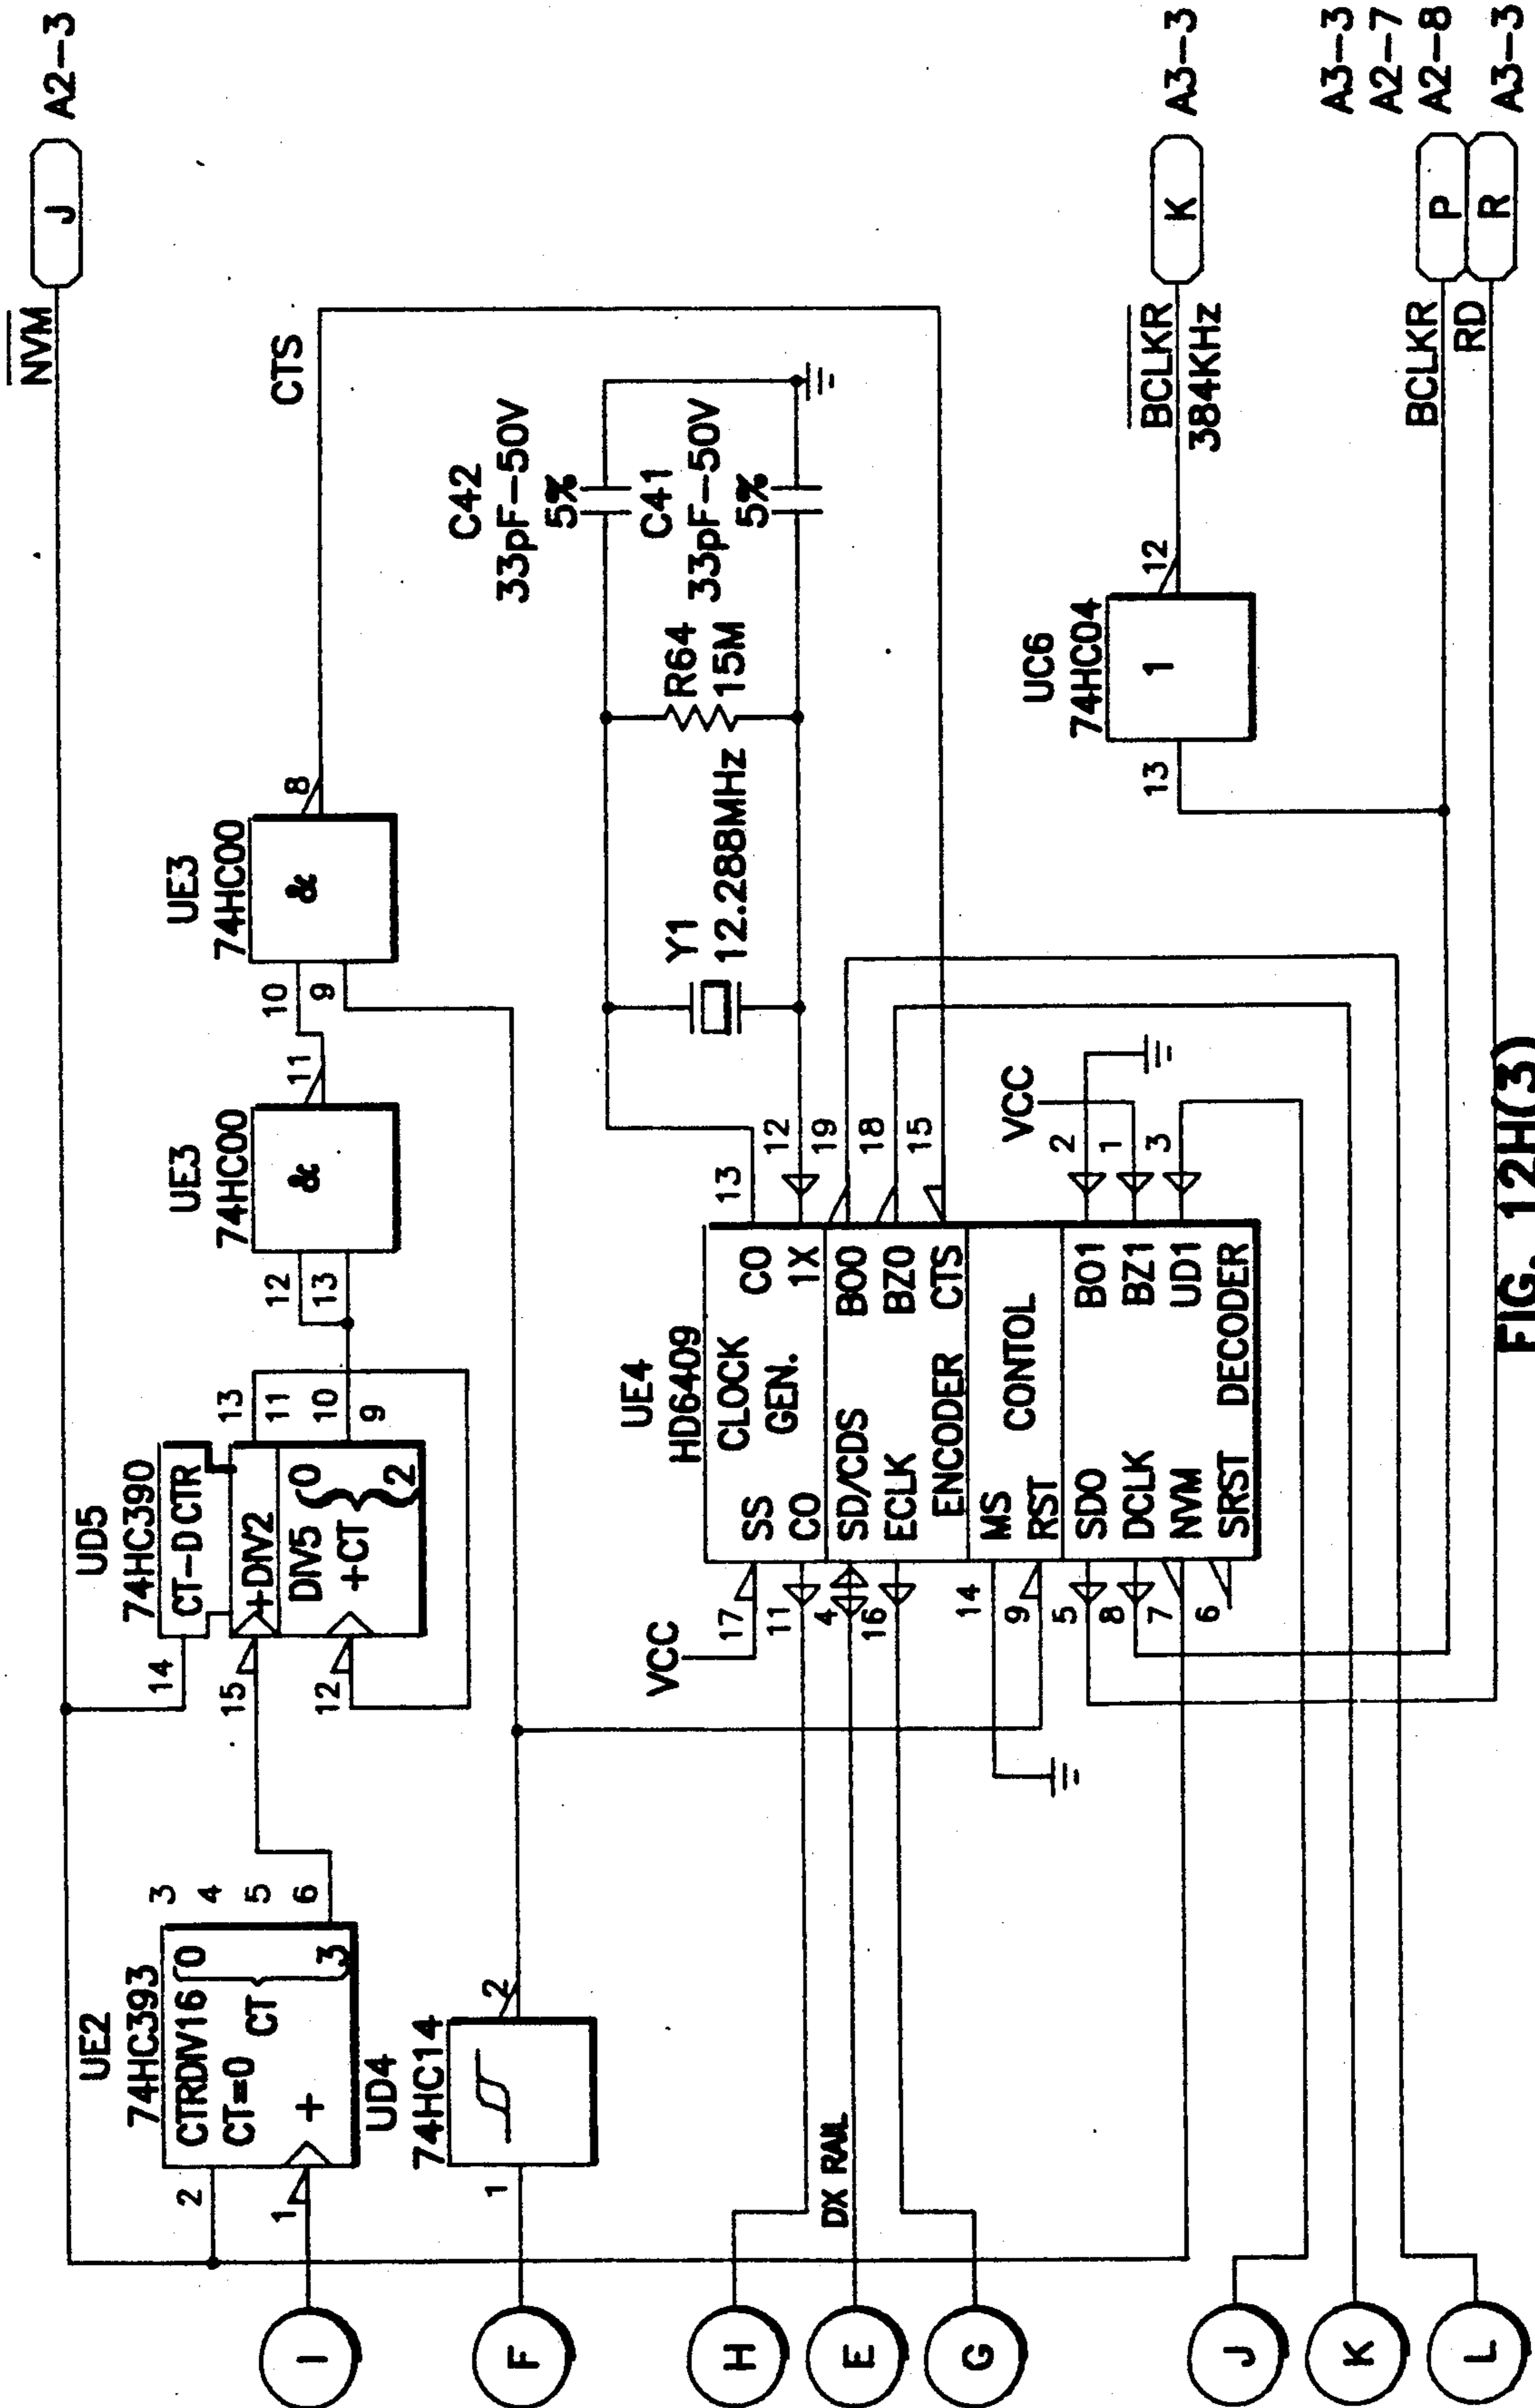 N̅V̅M̅
J A2-3
UE2
74HC393
CTRDIV16
CT=0
CT
0
3
+
2
1
3
4
5
6
I
UD5
74HC390
CT-D CTR
+DIV2
DIV5
+CT
0
2
14
15
12
13
11
10
9
UE3
74HC00
&
12
13
11
UE3
74HC00
&
10
9
8
CTS
UD4
74HC14
1
2
F
C42
33pF-50V
5%
C41
33pF-50V
5%
R64
15M
Y1
12.288MHz
UE4
HD6409
VCC
SS CLOCK CO
CO GEN. 1X
SD/CDS BOO
ECLK BZO
ENCODER CTS
MS CONTOL
RST
SDO BO1
DCLK BZ1
NVM UD1
SRST DECODER
17
11
4
16
14
9
5
8
7
6
13
12
19
18
15
VCC
2
1
3
H
DX RAIL
E
G
UC6
74HC04
1
13
12
B̅C̅L̅K̅R̅
384KHz
K A3-3
A3-3
A2-7
BCLKR P A2-8
RD R A3-3
J
K
L
FIG. 12H(3)